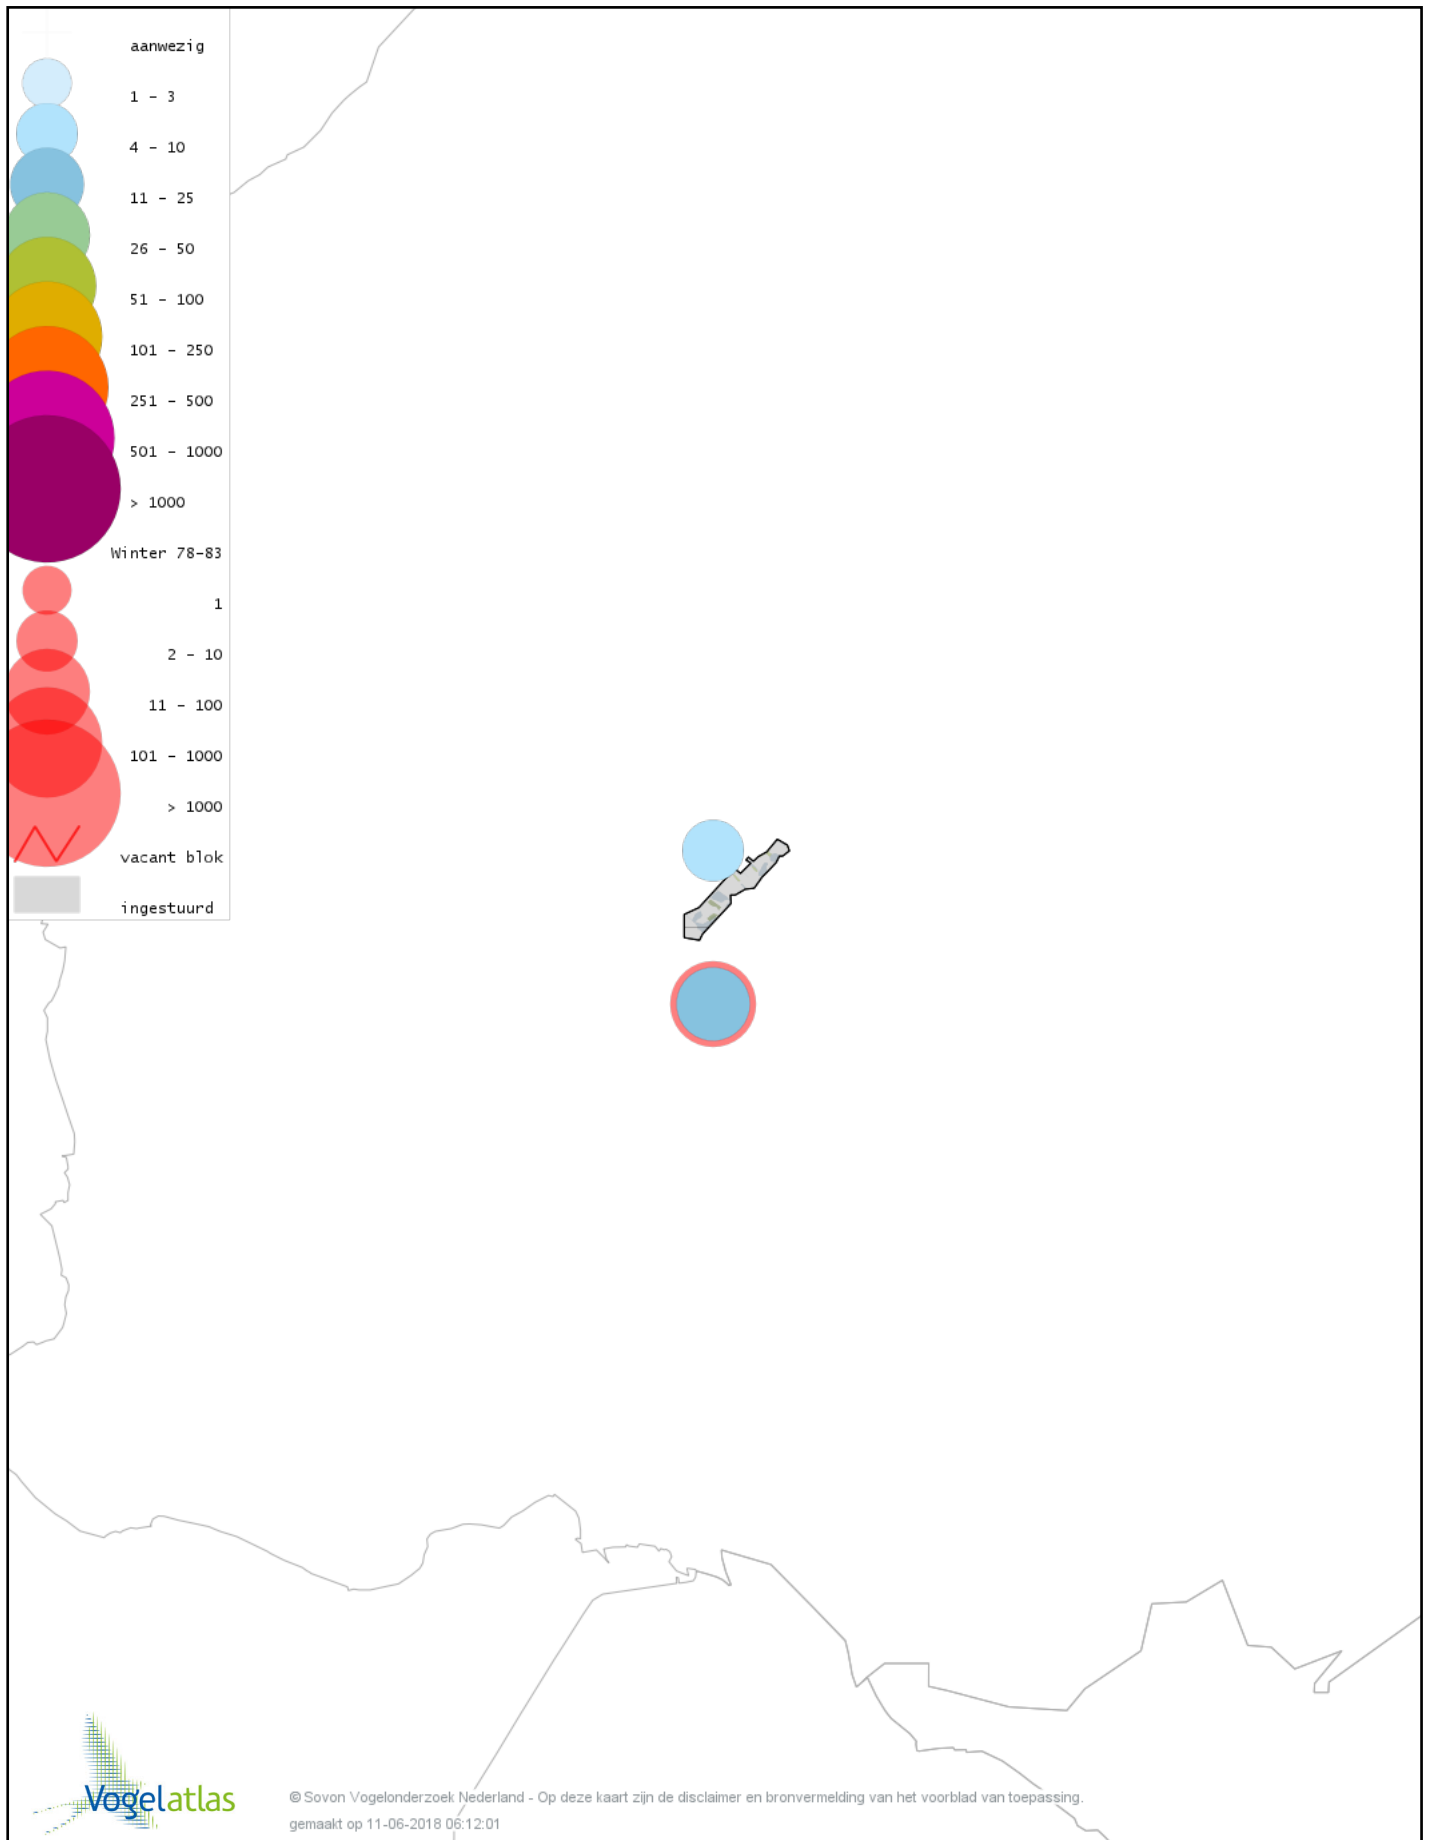 aanwezig
1 - 3
4 - 10
11 - 25
26 - 50
51 - 100
101 - 250
251 - 500
501 - 1000
> 1000
Winter 78-83
1
2 - 10
11 - 100
101 - 1000
> 1000
vacant blok
ingestuurd
Vogelatlas
© Sovon Vogelonderzoek Nederland - Op deze kaart zijn de disclaimer en bronvermelding van het voorblad van toepassing.
gemaakt op 11-06-2018 06:12:01